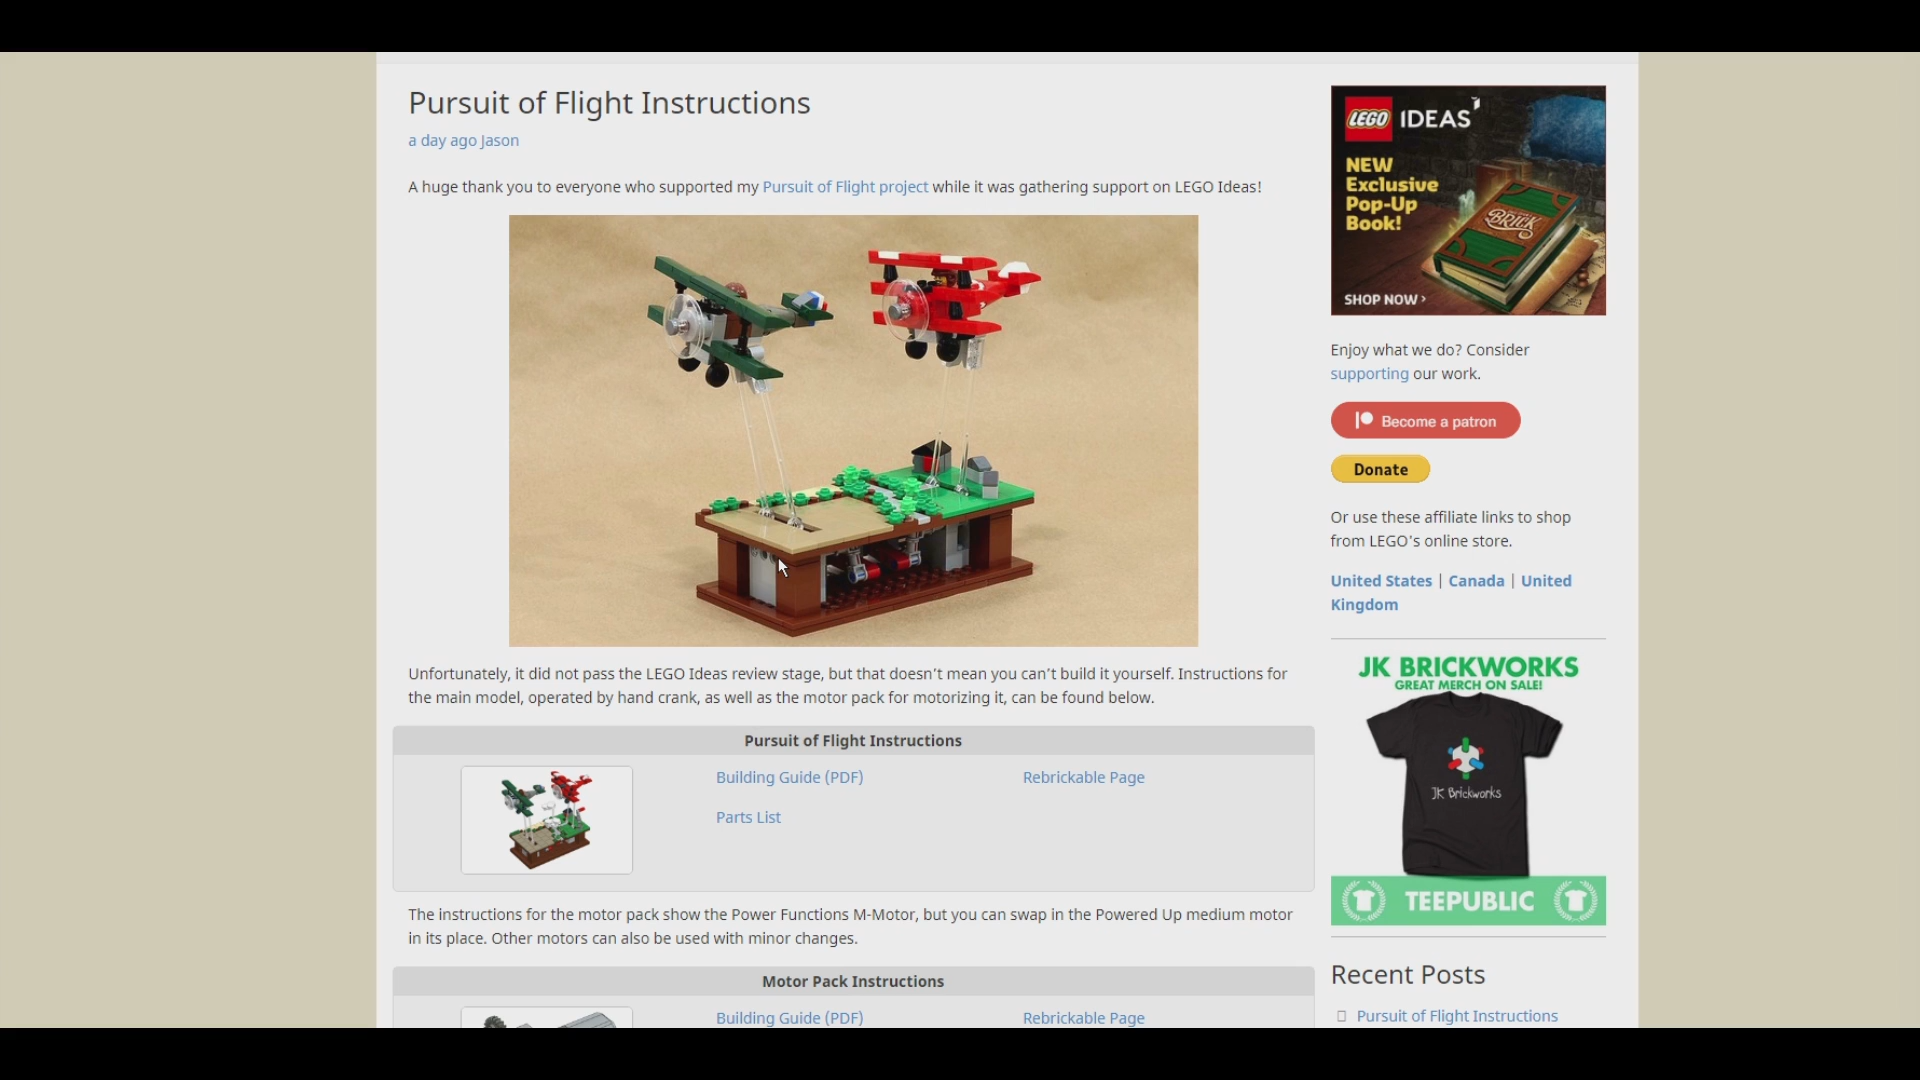 Pursuit of Flight Instructions
a day ago Jason
A huge thank you to everyone who supported my Pursuit of Flight project while it was gathering support on LEGO Ideas!
Unfortunately, it did not pass the LEGO Ideas review stage, but that doesn't mean you can't build it yourself. Instructions for
the main model, operated by hand crank, as well as the motor pack for motorizing it, can be found below.
Pursuit of Flight Instructions
Building Guide (PDF)
Rebrickable Page
Parts List
The instructions for the motor pack show the Power Functions M-Motor, but you can swap in the Powered Up medium motor
in its place. Other motors can also be used with minor changes.
Motor Pack Instructions
Building Guide (PDF)
Rebrickable Page
LEGO IDEAS
NEW
Exclusive
Pop-Up
Book!
BRICK
SHOP NOW ›
Enjoy what we do? Consider
supporting our work.
Become a patron
Donate
Or use these affiliate links to shop
from LEGO's online store.
United States | Canada | United
Kingdom
JK BRICKWORKS
GREAT MERCH ON SALE!
JK Brickworks
TEEPUBLIC
Recent Posts
Pursuit of Flight Instructions